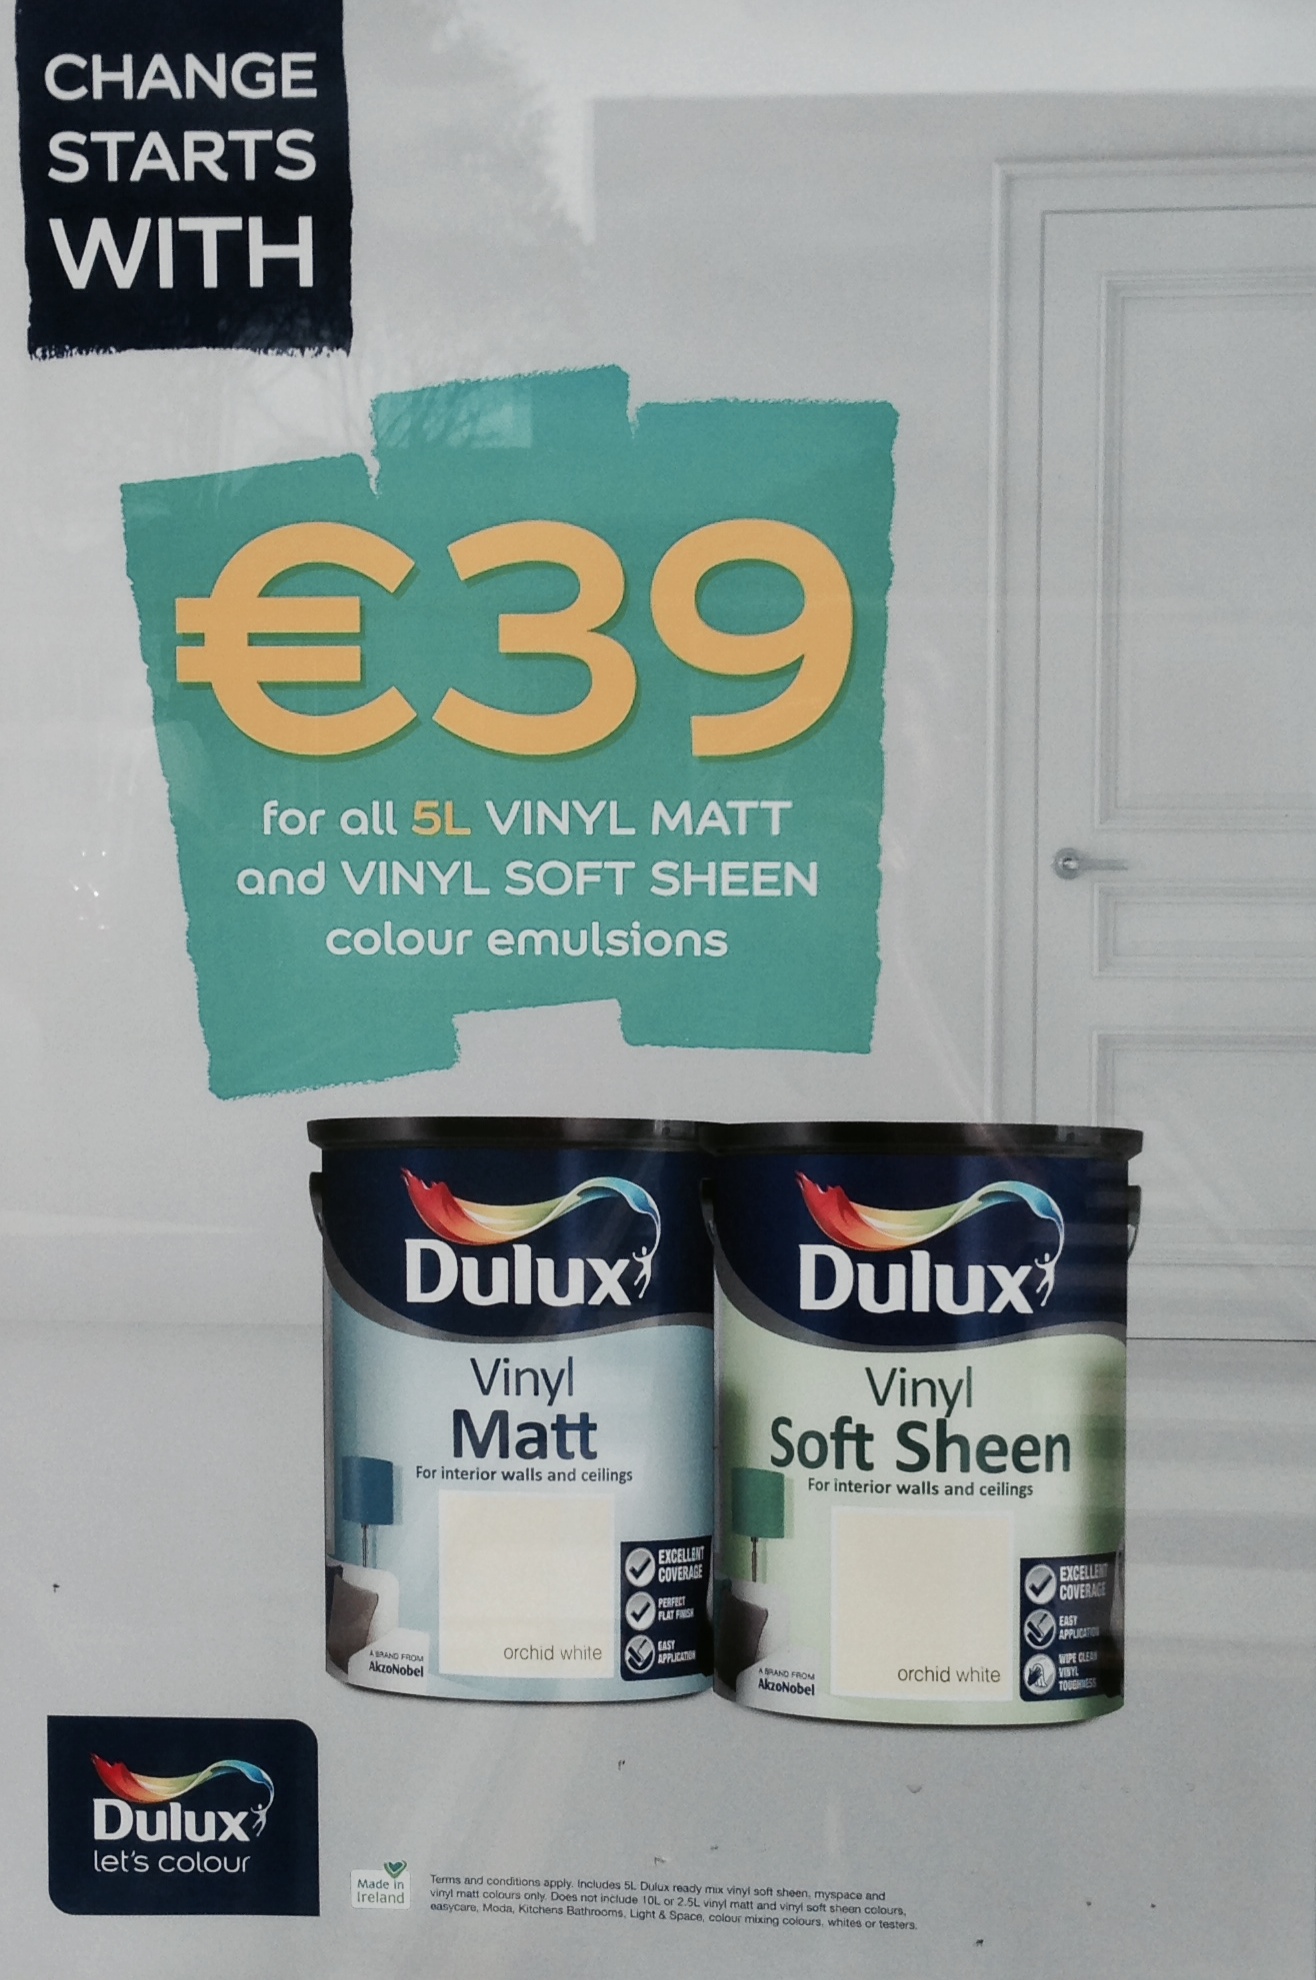 CHANGE
STARTS
WITH
€39
for all 5L VINYL MATT
and VINYL SOFT SHEEN
colour emulsions
Dulux
Vinyl
Matt
For interior walls and ceilings
orchid white
EXCELLENT
COVERAGE
PERFECT
FLAT FINISH
EASY
APPLICATION
A BRAND FROM
AkzoNobel
Dulux
Vinyl
Soft Sheen
For interior walls and ceilings
orchid white
EXCELLENT
COVERAGE
EASY
APPLICATION
WIPE CLEAN
VINYL
TOUGHNESS
A BRAND FROM
AkzoNobel
Dulux
let's colour
Made in
Ireland
Terms and conditions apply. Includes 5L Dulux ready mix vinyl soft sheen, myspace and
vinyl matt colours only. Does not include 10L or 2.5L vinyl matt and vinyl soft sheen colours,
easycare, Moda, Kitchens Bathrooms, Light & Space, colour mixing colours, whites or testers.